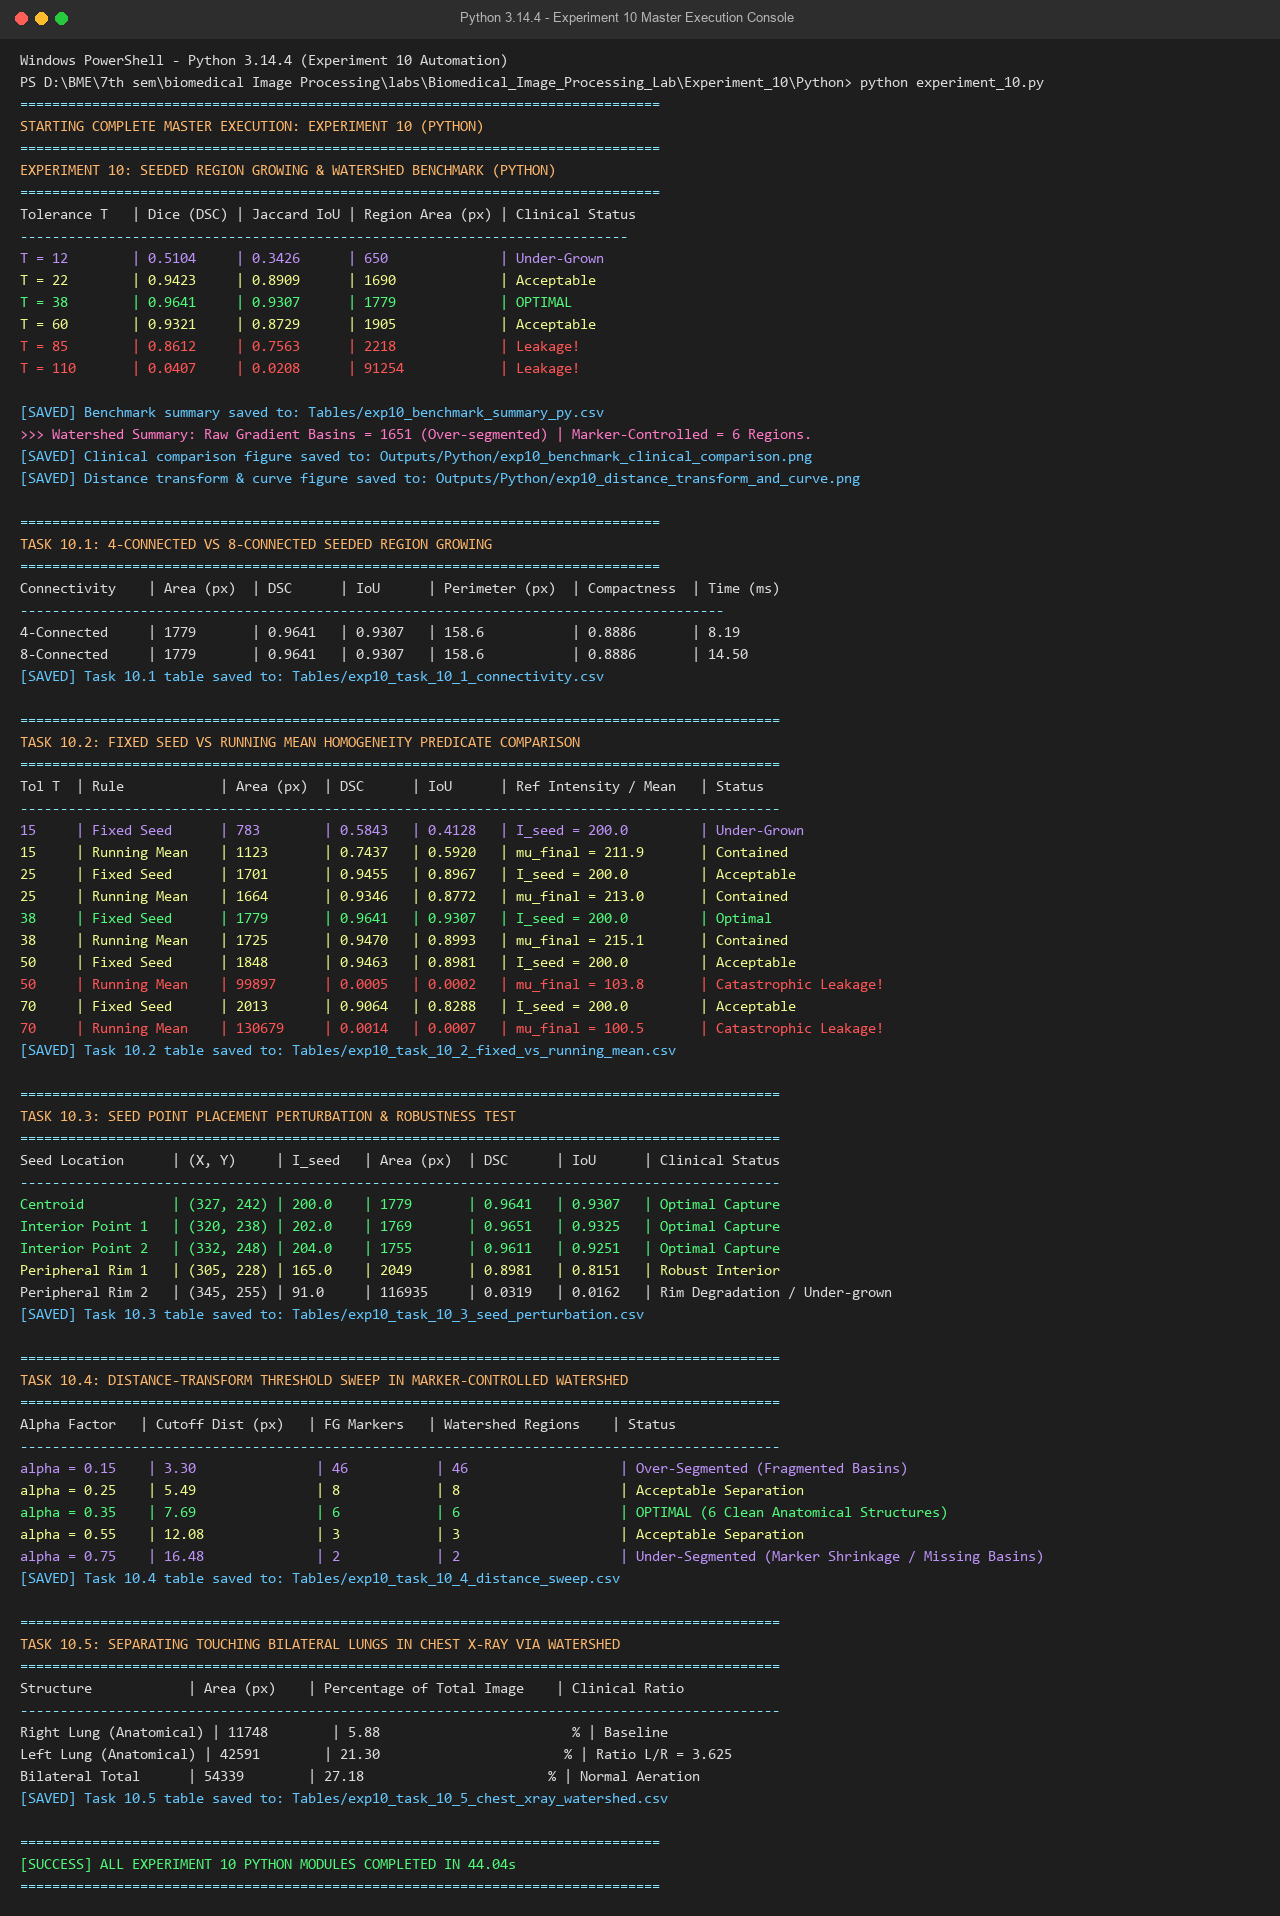 Python 3.14.4 - Experiment 10 Master Execution Console
Windows PowerShell - Python 3.14.4 (Experiment 10 Automation)
PS D:\BME\7th sem\biomedical Image Processing\labs\Biomedical_Image_Processing_Lab\Experiment_10\Python> python experiment_10.py
================================================================================
STARTING COMPLETE MASTER EXECUTION: EXPERIMENT 10 (PYTHON)
================================================================================
EXPERIMENT 10: SEEDED REGION GROWING & WATERSHED BENCHMARK (PYTHON)
================================================================================
Tolerance T   | Dice (DSC) | Jaccard IoU | Region Area (px) | Clinical Status
----------------------------------------------------------------------------
T = 12        | 0.5104     | 0.3426      | 650              | Under-Grown
T = 22        | 0.9423     | 0.8909      | 1690             | Acceptable
T = 38        | 0.9641     | 0.9307      | 1779             | OPTIMAL
T = 60        | 0.9321     | 0.8729      | 1905             | Acceptable
T = 85        | 0.8612     | 0.7563      | 2218             | Leakage!
T = 110       | 0.0407     | 0.0208      | 91254            | Leakage!
[SAVED] Benchmark summary saved to: Tables/exp10_benchmark_summary_py.csv
>>> Watershed Summary: Raw Gradient Basins = 1651 (Over-segmented) | Marker-Controlled = 6 Regions.
[SAVED] Clinical comparison figure saved to: Outputs/Python/exp10_benchmark_clinical_comparison.png
[SAVED] Distance transform & curve figure saved to: Outputs/Python/exp10_distance_transform_and_curve.png
================================================================================
TASK 10.1: 4-CONNECTED VS 8-CONNECTED SEEDED REGION GROWING
================================================================================
Connectivity    | Area (px)  | DSC      | IoU      | Perimeter (px)  | Compactness  | Time (ms)
----------------------------------------------------------------------------------------
4-Connected     | 1779       | 0.9641   | 0.9307   | 158.6           | 0.8886       | 8.19
8-Connected     | 1779       | 0.9641   | 0.9307   | 158.6           | 0.8886       | 14.50
[SAVED] Task 10.1 table saved to: Tables/exp10_task_10_1_connectivity.csv
===============================================================================================
TASK 10.2: FIXED SEED VS RUNNING MEAN HOMOGENEITY PREDICATE COMPARISON
===============================================================================================
Tol T  | Rule            | Area (px)  | DSC      | IoU      | Ref Intensity / Mean   | Status
-----------------------------------------------------------------------------------------------
15     | Fixed Seed      | 783        | 0.5843   | 0.4128   | I_seed = 200.0         | Under-Grown
15     | Running Mean    | 1123       | 0.7437   | 0.5920   | mu_final = 211.9       | Contained
25     | Fixed Seed      | 1701       | 0.9455   | 0.8967   | I_seed = 200.0         | Acceptable
25     | Running Mean    | 1664       | 0.9346   | 0.8772   | mu_final = 213.0       | Contained
38     | Fixed Seed      | 1779       | 0.9641   | 0.9307   | I_seed = 200.0         | Optimal
38     | Running Mean    | 1725       | 0.9470   | 0.8993   | mu_final = 215.1       | Contained
50     | Fixed Seed      | 1848       | 0.9463   | 0.8981   | I_seed = 200.0         | Acceptable
50     | Running Mean    | 99897      | 0.0005   | 0.0002   | mu_final = 103.8       | Catastrophic Leakage!
70     | Fixed Seed      | 2013       | 0.9064   | 0.8288   | I_seed = 200.0         | Acceptable
70     | Running Mean    | 130679     | 0.0014   | 0.0007   | mu_final = 100.5       | Catastrophic Leakage!
[SAVED] Task 10.2 table saved to: Tables/exp10_task_10_2_fixed_vs_running_mean.csv
===============================================================================================
TASK 10.3: SEED POINT PLACEMENT PERTURBATION & ROBUSTNESS TEST
===============================================================================================
Seed Location      | (X, Y)     | I_seed   | Area (px)  | DSC      | IoU      | Clinical Status
-----------------------------------------------------------------------------------------------
Centroid           | (327, 242) | 200.0    | 1779       | 0.9641   | 0.9307   | Optimal Capture
Interior Point 1   | (320, 238) | 202.0    | 1769       | 0.9651   | 0.9325   | Optimal Capture
Interior Point 2   | (332, 248) | 204.0    | 1755       | 0.9611   | 0.9251   | Optimal Capture
Peripheral Rim 1   | (305, 228) | 165.0    | 2049       | 0.8981   | 0.8151   | Robust Interior
Peripheral Rim 2   | (345, 255) | 91.0     | 116935     | 0.0319   | 0.0162   | Rim Degradation / Under-grown
[SAVED] Task 10.3 table saved to: Tables/exp10_task_10_3_seed_perturbation.csv
===============================================================================================
TASK 10.4: DISTANCE-TRANSFORM THRESHOLD SWEEP IN MARKER-CONTROLLED WATERSHED
===============================================================================================
Alpha Factor   | Cutoff Dist (px)   | FG Markers   | Watershed Regions    | Status
-----------------------------------------------------------------------------------------------
alpha = 0.15    | 3.30               | 46           | 46                   | Over-Segmented (Fragmented Basins)
alpha = 0.25    | 5.49               | 8            | 8                    | Acceptable Separation
alpha = 0.35    | 7.69               | 6            | 6                    | OPTIMAL (6 Clean Anatomical Structures)
alpha = 0.55    | 12.08              | 3            | 3                    | Acceptable Separation
alpha = 0.75    | 16.48              | 2            | 2                    | Under-Segmented (Marker Shrinkage / Missing Basins)
[SAVED] Task 10.4 table saved to: Tables/exp10_task_10_4_distance_sweep.csv
===============================================================================================
TASK 10.5: SEPARATING TOUCHING BILATERAL LUNGS IN CHEST X-RAY VIA WATERSHED
===============================================================================================
Structure            | Area (px)    | Percentage of Total Image    | Clinical Ratio
-----------------------------------------------------------------------------------------------
Right Lung (Anatomical) | 11748        | 5.88                        % | Baseline
Left Lung (Anatomical) | 42591        | 21.30                       % | Ratio L/R = 3.625
Bilateral Total      | 54339        | 27.18                       % | Normal Aeration
[SAVED] Task 10.5 table saved to: Tables/exp10_task_10_5_chest_xray_watershed.csv
================================================================================
[SUCCESS] ALL EXPERIMENT 10 PYTHON MODULES COMPLETED IN 44.04s
================================================================================